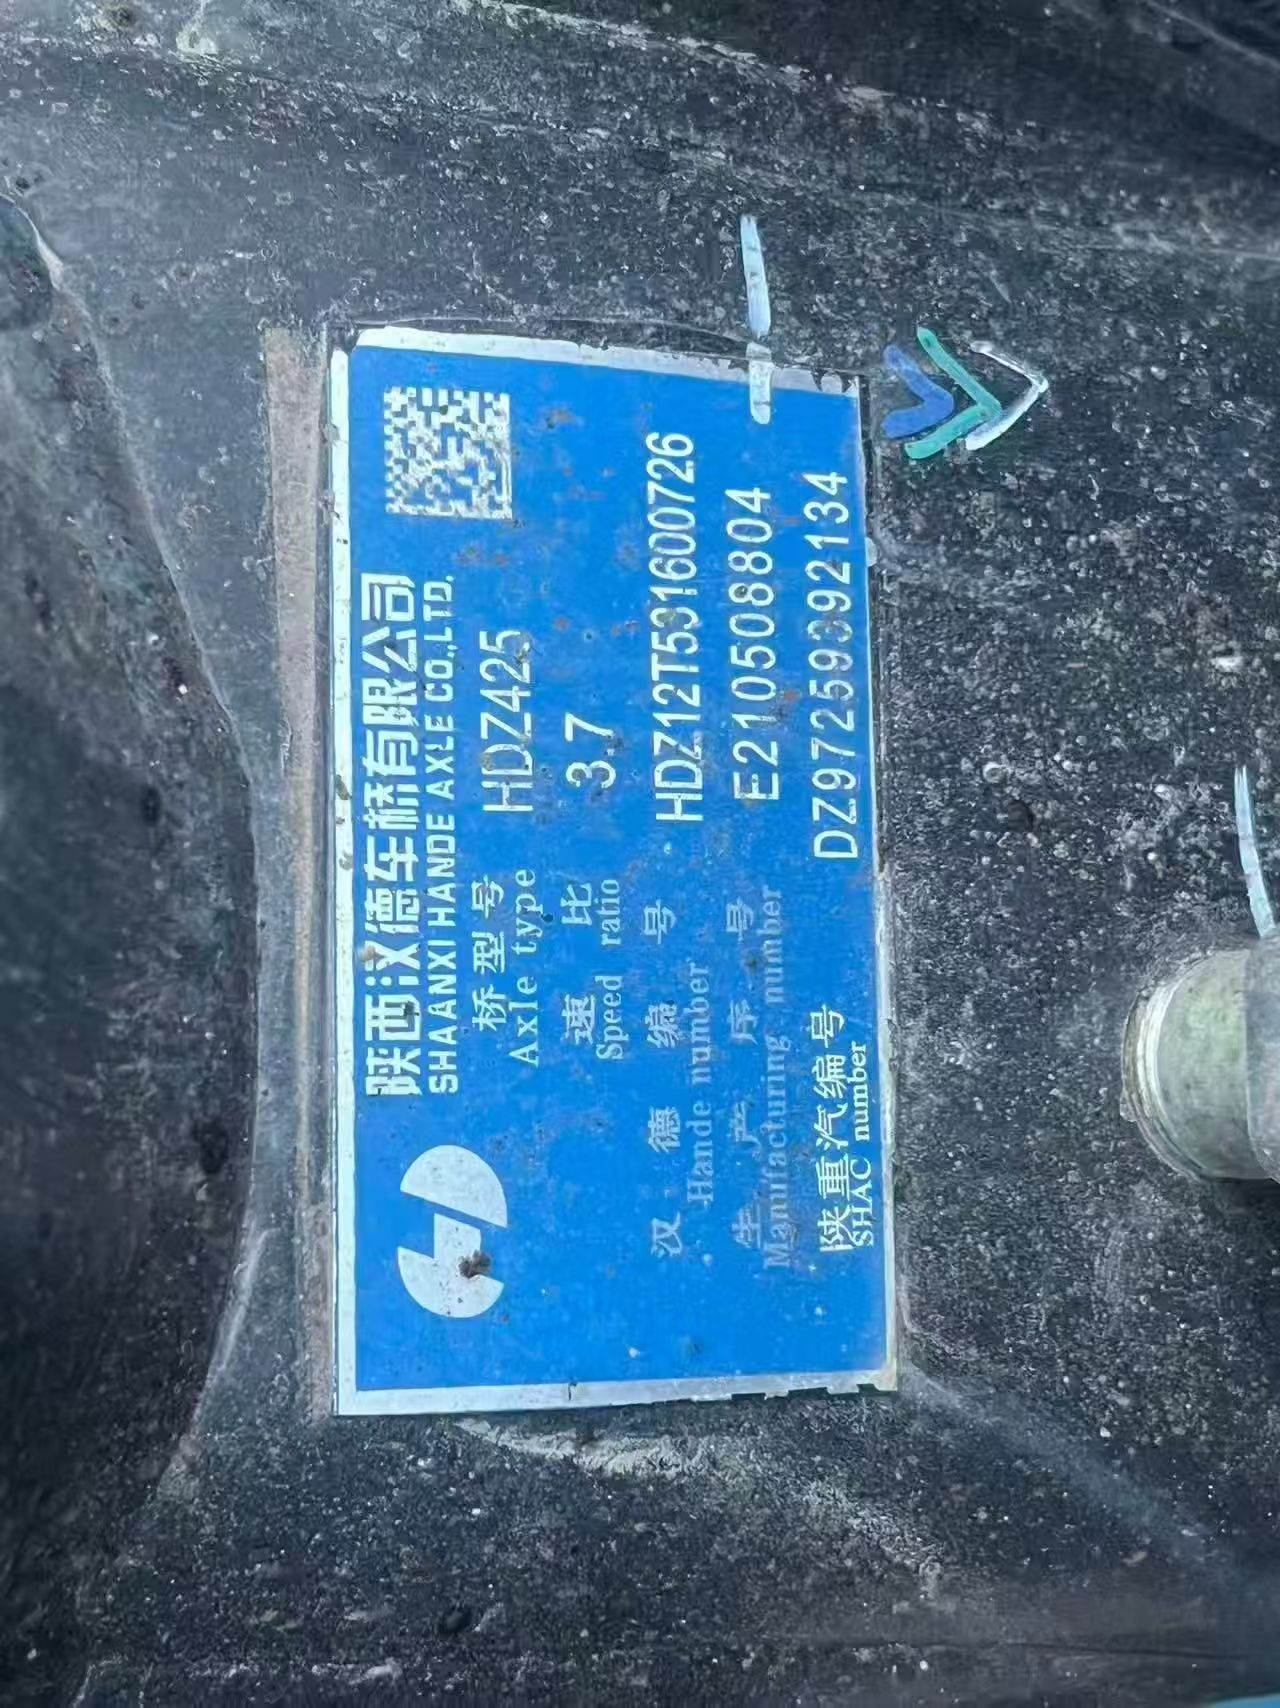 陕西汉德车桥有限公司
SHAANXI HANDE AXLE CO.,LTD.
桥型号 HDZ425
Axle type
速比 3.7
Speed ratio
汉德编号 HDZ12T531600726
Hande number
生产序号 E210508804
Manufacturing number
陕重汽编号 DZ97259392134
SHAC number